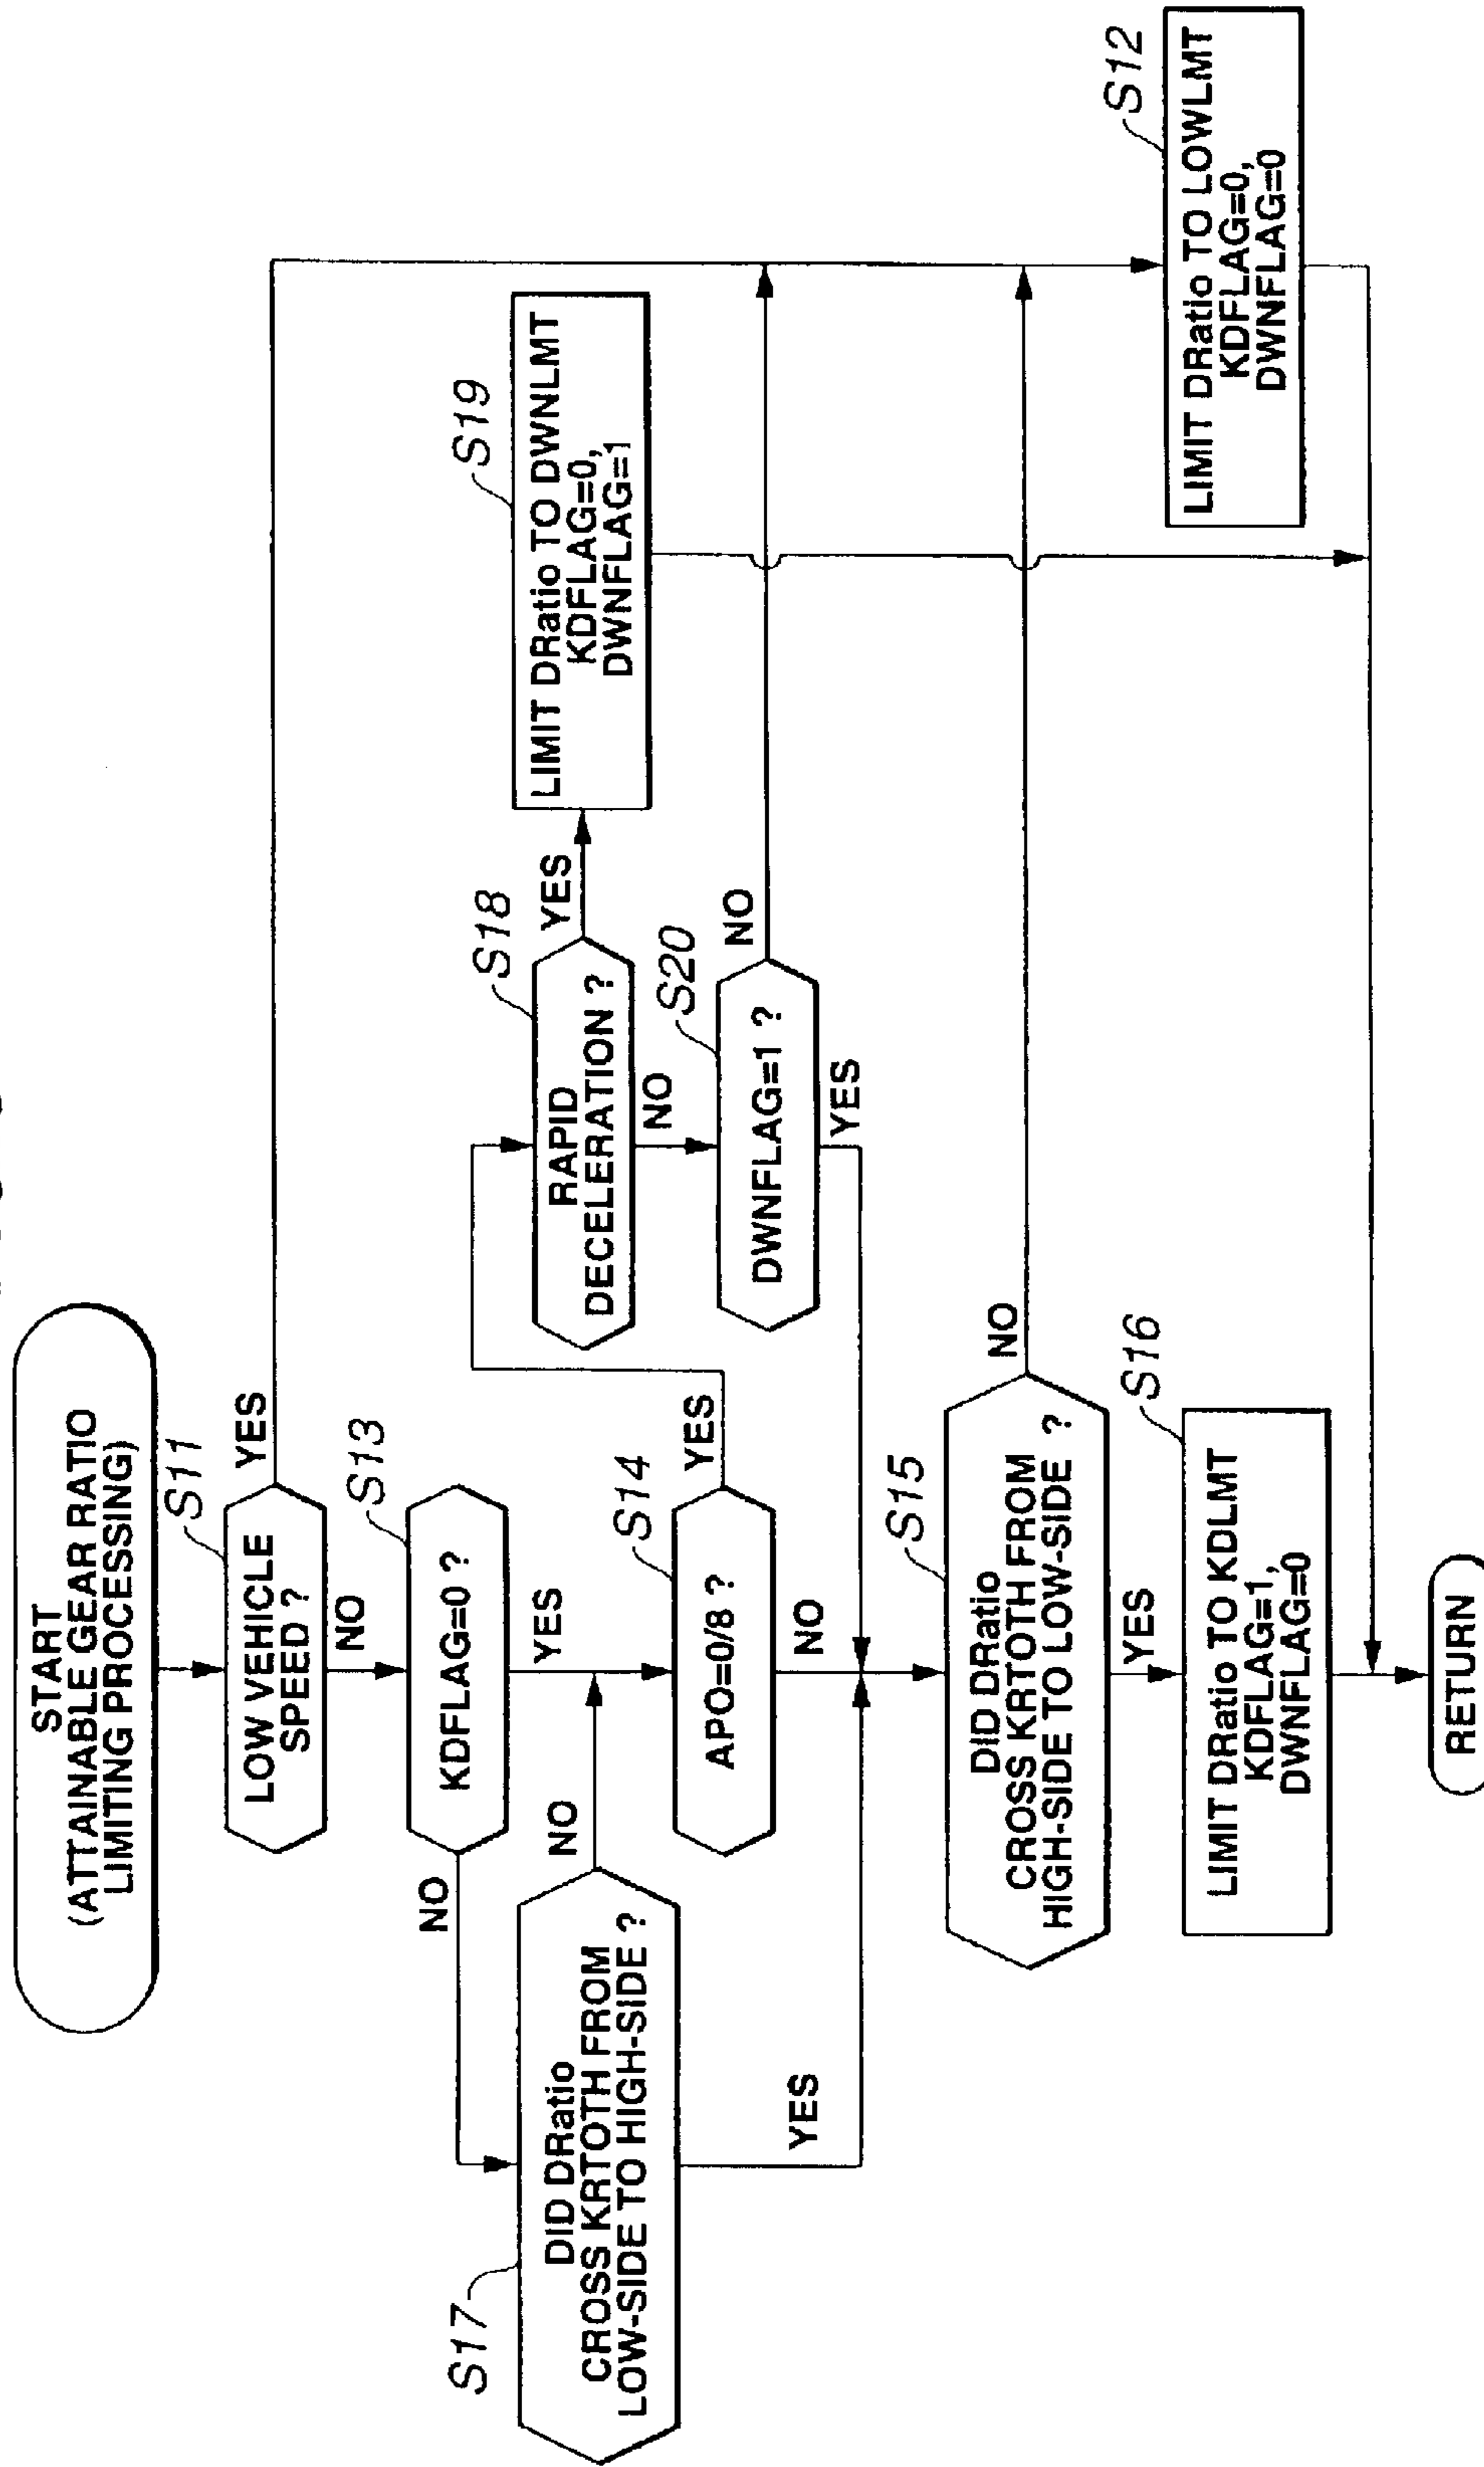 START
(ATTAINABLE GEAR RATIO
LIMITING PROCESSING)
S11
LOW VEHICLE
SPEED ?
YES
NO
S13
KDFLAG=0 ?
NO
YES
S17
DID DRatio
CROSS KRTOTH FROM
LOW-SIDE TO HIGH-SIDE ?
NO
YES
S14
APO=0/8 ?
YES
NO
S18
RAPID
DECELERATION ?
YES
NO
S19
LIMIT DRatio TO DWNLMT
KDFLAG=0,
DWNFLAG=1
S20
DWNFLAG=1 ?
NO
YES
S15
DID DRatio
CROSS KRTOTH FROM
HIGH-SIDE TO LOW-SIDE ?
NO
YES
S16
LIMIT DRatio TO KDLMT
KDFLAG=1,
DWNFLAG=0
S12
LIMIT DRatio TO LOWLMT
KDFLAG=0,
DWNFLAG=0
RETURN